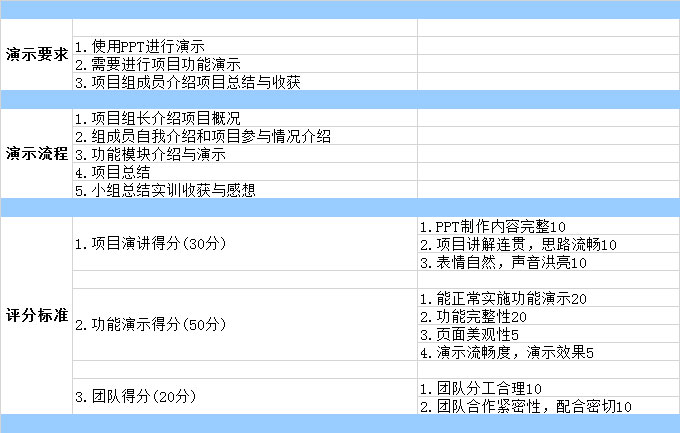 演示要求
1.使用PPT进行演示
2.需要进行项目功能演示
3.项目组成员介绍项目总结与收获
演示流程
1.项目组长介绍项目概况
2.组成员自我介绍和项目参与情况介绍
3.功能模块介绍与演示
4.项目总结
5.小组总结实训收获与感想
评分标准
1.项目演讲得分(30分)
1.PPT制作内容完整10
2.项目讲解连贯，思路流畅10
3.表情自然，声音洪亮10
2.功能演示得分(50分)
1.能正常实施功能演示20
2.功能完整性20
3.页面美观性5
4.演示流畅度，演示效果5
3.团队得分(20分)
1.团队分工合理10
2.团队合作紧密性，配合密切10